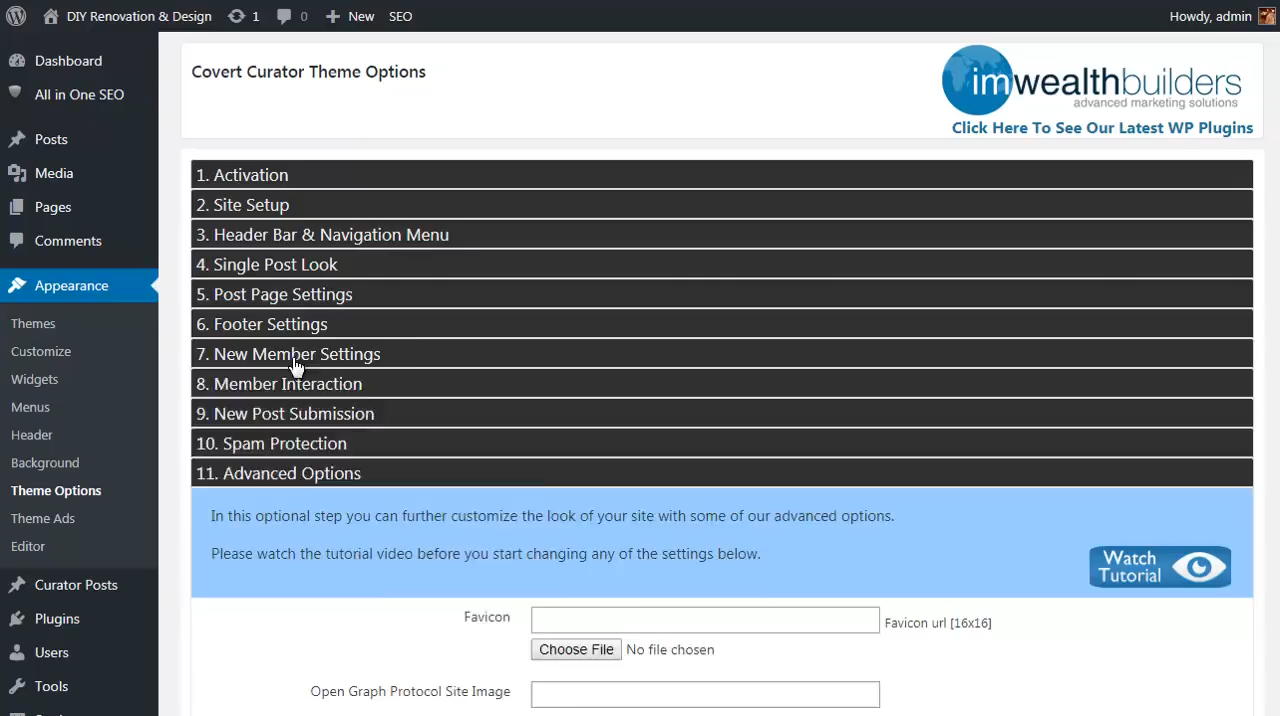 DIY Renovation & Design 1 0 New SEO Howdy, admin
Dashboard
All in One SEO
Posts
Media
Pages
Comments
Appearance
Themes
Customize
Widgets
Menus
Header
Background
Theme Options
Theme Ads
Editor
Curator Posts
Plugins
Users
Tools
Covert Curator Theme Options
imwealthbuilders
advanced marketing solutions
Click Here To See Our Latest WP Plugins
1. Activation
2. Site Setup
3. Header Bar & Navigation Menu
4. Single Post Look
5. Post Page Settings
6. Footer Settings
7. New Member Settings
8. Member Interaction
9. New Post Submission
10. Spam Protection
11. Advanced Options
In this optional step you can further customize the look of your site with some of our advanced options.
Please watch the tutorial video before you start changing any of the settings below.
Watch
Tutorial
Favicon
Favicon url [16x16]
Choose File No file chosen
Open Graph Protocol Site Image